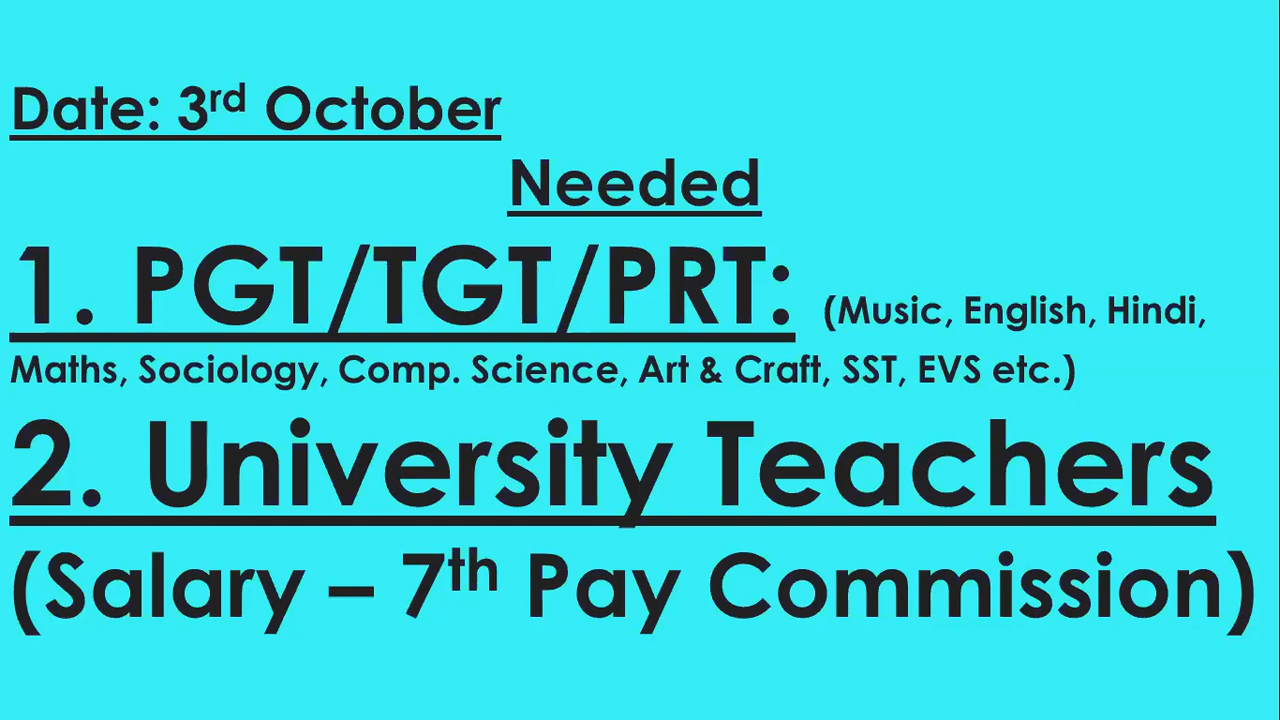 Date: 3rd October
Needed
1. PGT/TGT/PRT: (Music, English, Hindi,
Maths, Sociology, Comp. Science, Art & Craft, SST, EVS etc.)
2. University Teachers
(Salary – 7th Pay Commission)